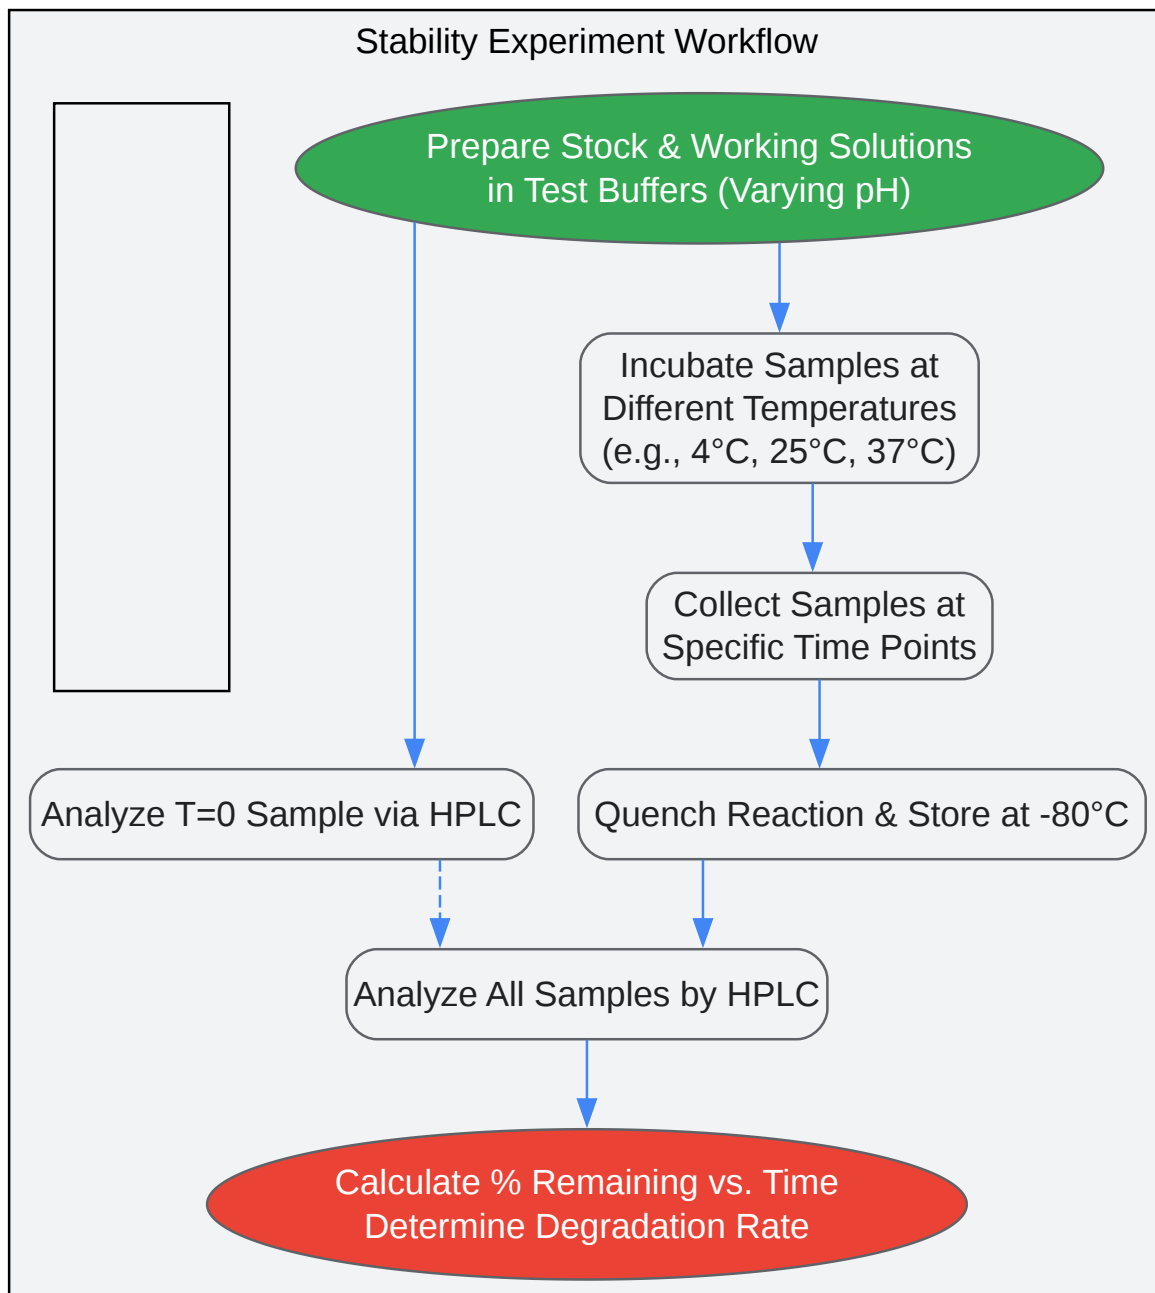 Stability Experiment Workflow
Prepare Stock & Working Solutions
in Test Buffers (Varying pH)
Incubate Samples at
Different Temperatures
(e.g., 4°C, 25°C, 37°C)
Collect Samples at
Specific Time Points
Analyze T=0 Sample via HPLC
Quench Reaction & Store at -80°C
Analyze All Samples by HPLC
Calculate % Remaining vs. Time
Determine Degradation Rate